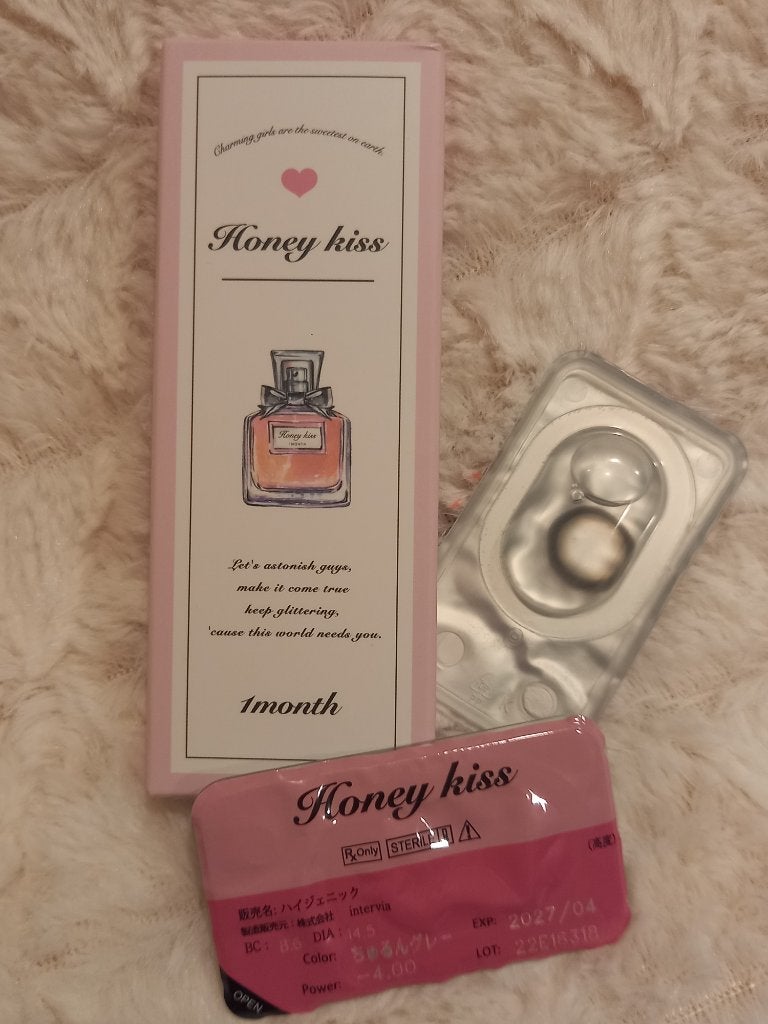 Charming girls are the sweetest on earth.
Honey kiss
Honey kiss
1MONTH
Let's astonish guys,
make it come true
keep glittering,
'cause this world needs you.
1month
Honey kiss
Rx Only STERILE
(高度)
販売名: ハイジェニック
製造販売元: 株式会社 intervia
BC: 8.6 DIA: 14.5
Color: ちゅるんグレー
Power: -4.00
EXP: 2027/04
LOT: 22E16318
OPEN